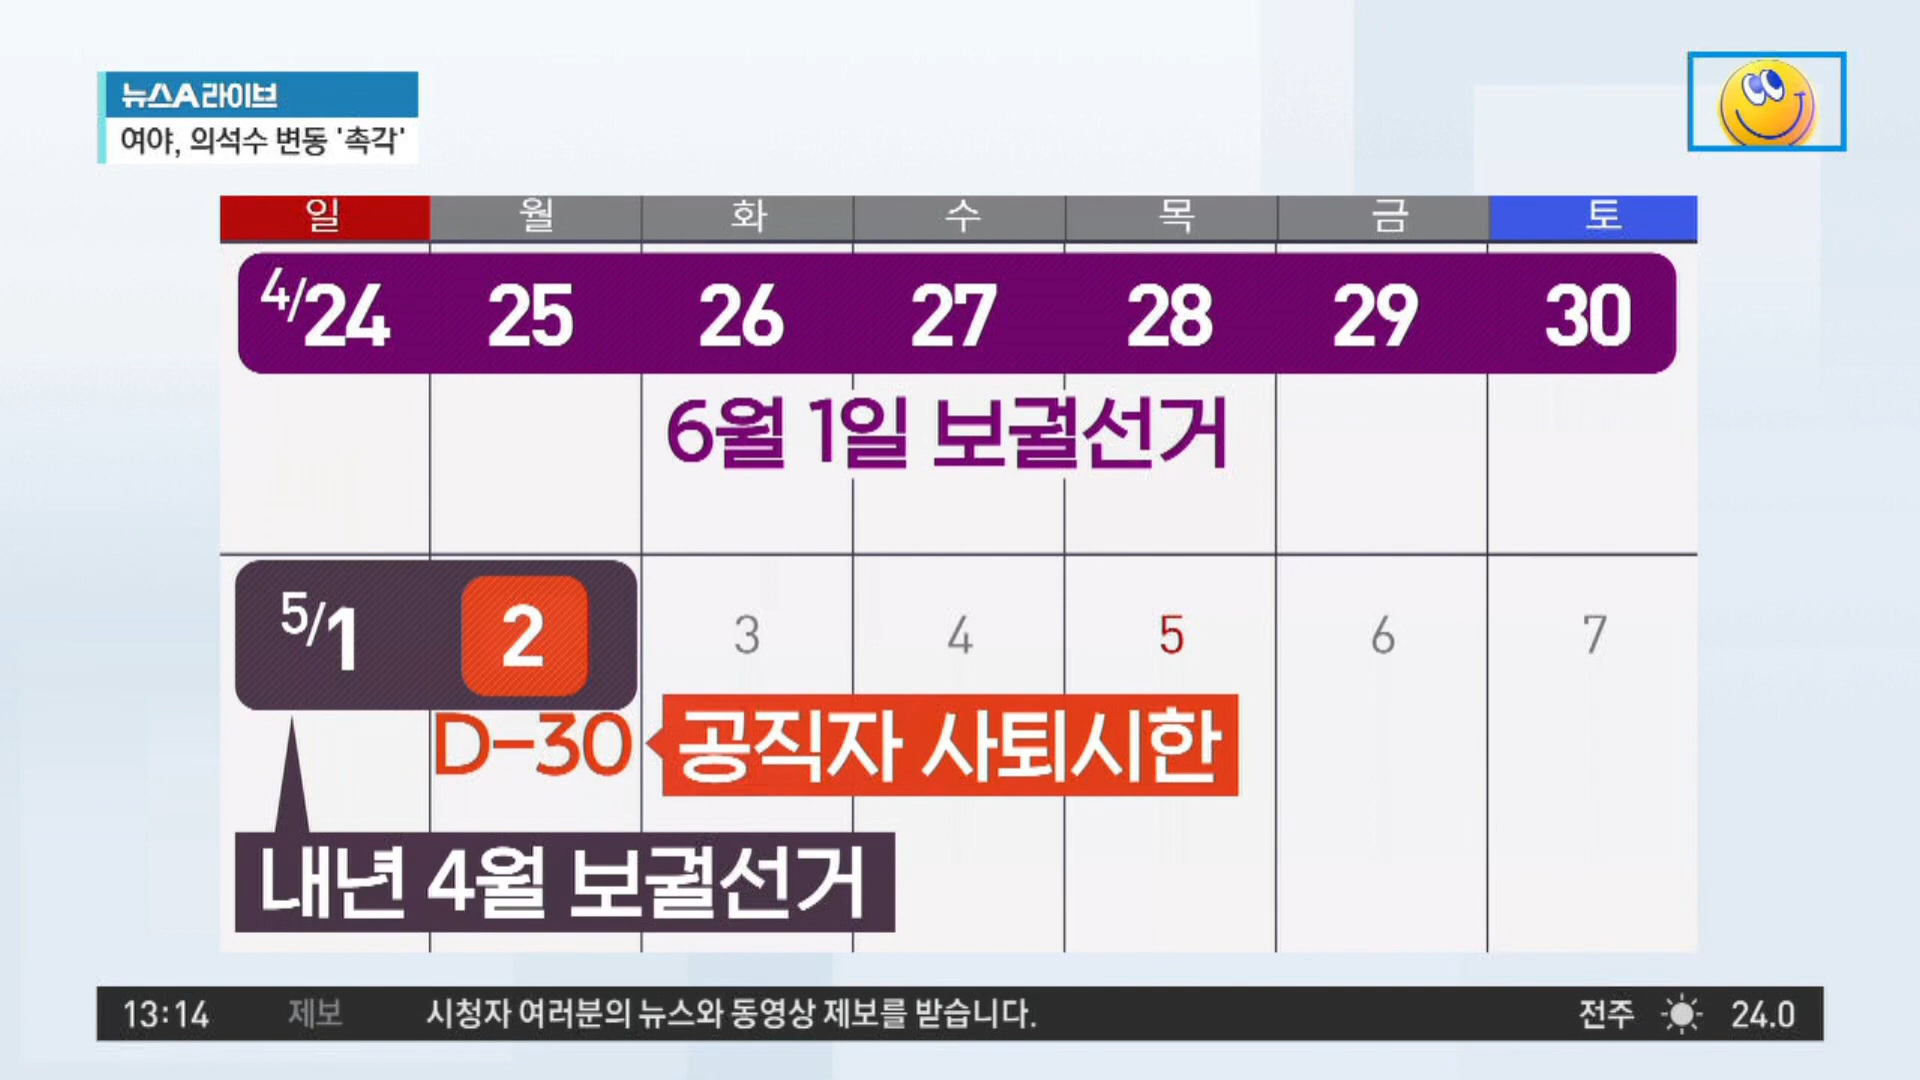 뉴스A라이브
여야, 의석수 변동 '촉각'
일 월 화 수 목 금 토
4/24 25 26 27 28 29 30
6월 1일 보궐선거
5/1 2 3 4 5 6 7
D-30 공직자 사퇴시한
내년 4월 보궐선거
13:14 제보 시청자 여러분의 뉴스와 동영상 제보를 받습니다. 전주 24.0